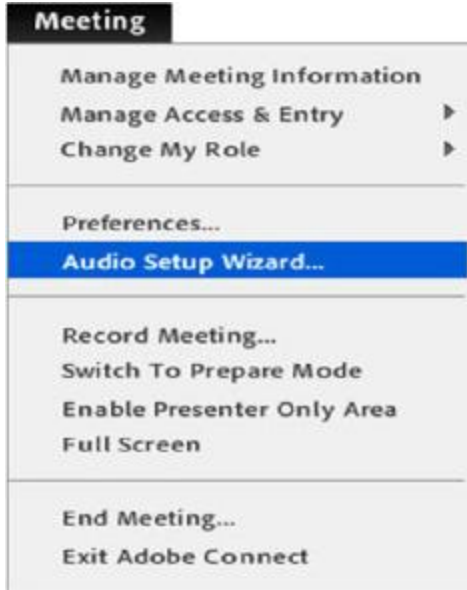 Meeting
Manage Meeting Information
Manage Access & Entry
Change My Role
Preferences...
Audio Setup Wizard...
Record Meeting...
Switch To Prepare Mode
Enable Presenter Only Area
Full Screen
End Meeting...
Exit Adobe Connect